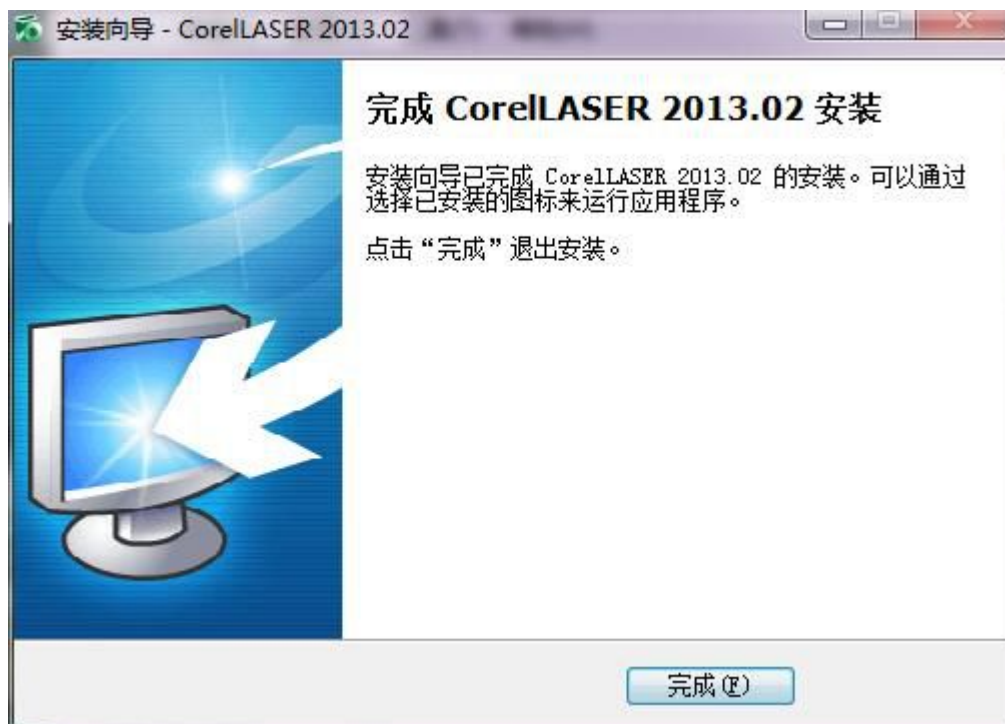 安装向导 - CorelLASER 2013.02
完成 CorelLASER 2013.02 安装
安装向导已完成 CorelLASER 2013.02 的安装。可以通过
选择已安装的图标来运行应用程序。
点击“完成”退出安装。
完成(F)